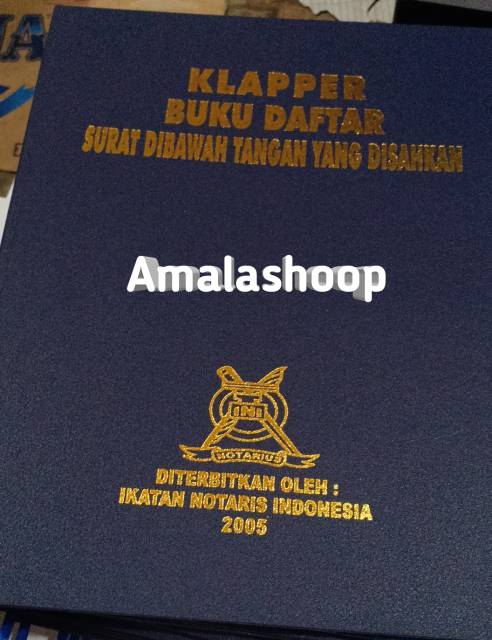 KLAPPER
BUKU DAFTAR
SURAT DIBAWAH TANGAN YANG DISAHKAN
Amalashoop
INI
NOTARIUS
DITERBITKAN OLEH :
IKATAN NOTARIS INDONESIA
2005